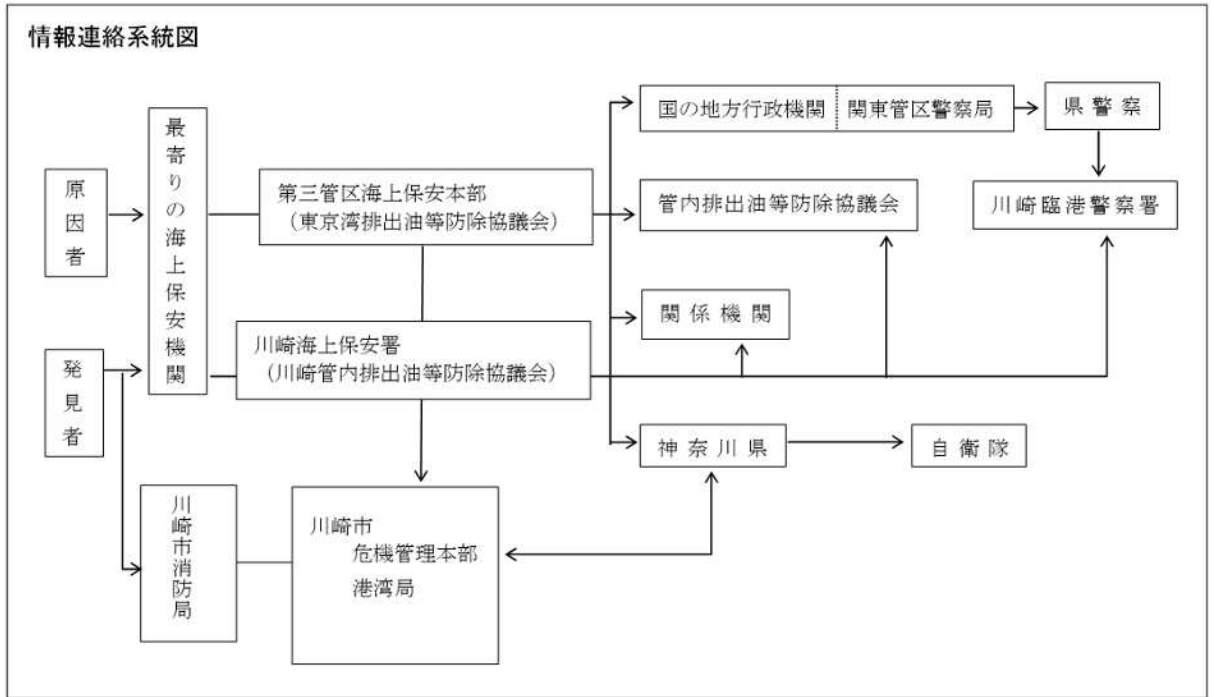 情報連絡系統図
原因者
発見者
最寄りの海上保安機関
第三管区海上保安本部
(東京湾排出油等防除協議会)
川崎海上保安署
(川崎管内排出油等防除協議会)
川崎市消防局
川崎市
危機管理本部
港湾局
国の地方行政機関 関東管区警察局
県警察
管内排出油等防除協議会
川崎臨港警察署
関係機関
神奈川県
自衛隊